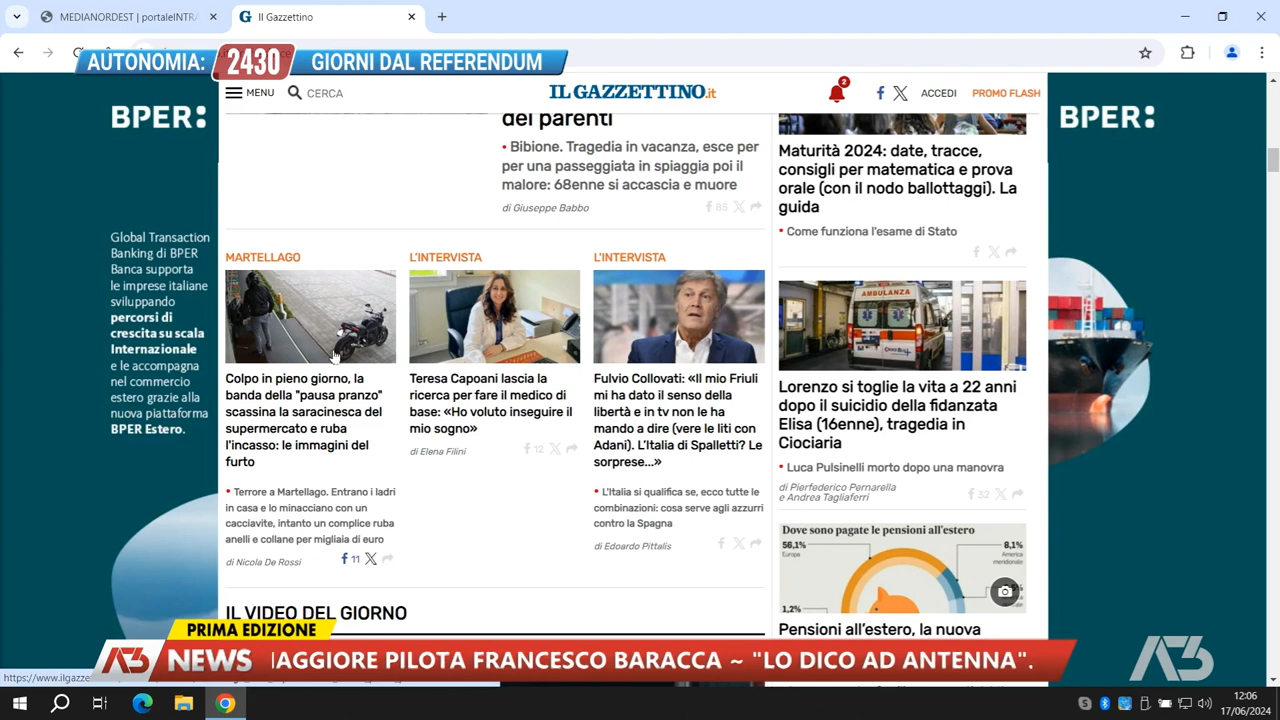 MEDIANORDEST | portaleINTRA
Il Gazzettino
AUTONOMIA: 2430 GIORNI DAL REFERENDUM
MENU
CERCA
IL GAZZETTINO.it
2
ACCEDI
PROMO FLASH
BPER:
Global Transaction
Banking di BPER
Banca supporta
le imprese italiane
sviluppando
percorsi di
crescita su scala
Internazionale
e le accompagna
nel commercio
estero grazie alla
nuova piattaforma
BPER Estero.
dei parenti
• Bibione. Tragedia in vacanza, esce per
per una passeggiata in spiaggia poi il
malore: 68enne si accascia e muore
di Giuseppe Babbo
85
MARTELLAGO
Colpo in pieno giorno, la
banda della "pausa pranzo"
scassina la saracinesca del
supermercato e ruba
l'incasso: le immagini del
furto
• Terrore a Martellago. Entrano i ladri
in casa e lo minacciano con un
cacciavite, intanto un complice ruba
anelli e collane per migliaia di euro
di Nicola De Rossi
11
L'INTERVISTA
Teresa Capoani lascia la
ricerca per fare il medico di
base: «Ho voluto inseguire il
mio sogno»
di Elena Filini
12
L'INTERVISTA
Fulvio Collovati: «Il mio Friuli
mi ha dato il senso della
libertà e in tv non le ha
mando a dire (vere le liti con
Adani). L'Italia di Spalletti? Le
sorprese...»
• L'Italia si qualifica se, ecco tutte le
combinazioni: cosa serve agli azzurri
contro la Spagna
di Edoardo Pittalis
Maturità 2024: date, tracce,
consigli per matematica e prova
orale (con il nodo ballottaggi). La
guida
• Come funziona l'esame di Stato
AMBULANZA
Lorenzo si toglie la vita a 22 anni
dopo il suicidio della fidanzata
Elisa (16enne), tragedia in
Ciociaria
• Luca Pulsinelli morto dopo una manovra
di Pierfederico Pernarella
e Andrea Tagliaferri
32
Dove sono pagate le pensioni all'estero
56,1%
Europa
8,1%
America
meridionale
1,2%
Pensioni all'estero, la nuova
BPER:
IL VIDEO DEL GIORNO
PRIMA EDIZIONE
A3 NEWS
MAGGIORE PILOTA FRANCESCO BARACCA ~ "LO DICO AD ANTENNA".
A3
12:06
17/06/2024